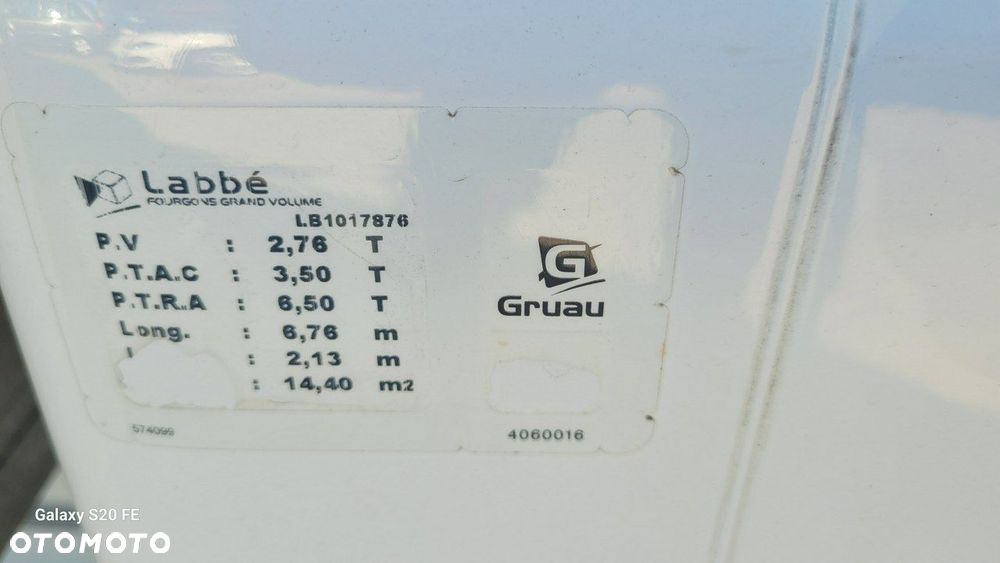 Labbé
FOURGONS GRAND VOLUME
LB1017876
P.V : 2,76 T
P.T.A.C : 3,50 T
P.T.R.A : 6,50 T
Long. : 6,76 m
: 2,13 m
: 14,40 m2
574099
G
Gruau
4060016
Galaxy S20 FE
OTOMOTO